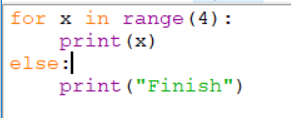 for x in range(4):
    print(x)
else:
    print("Finish")